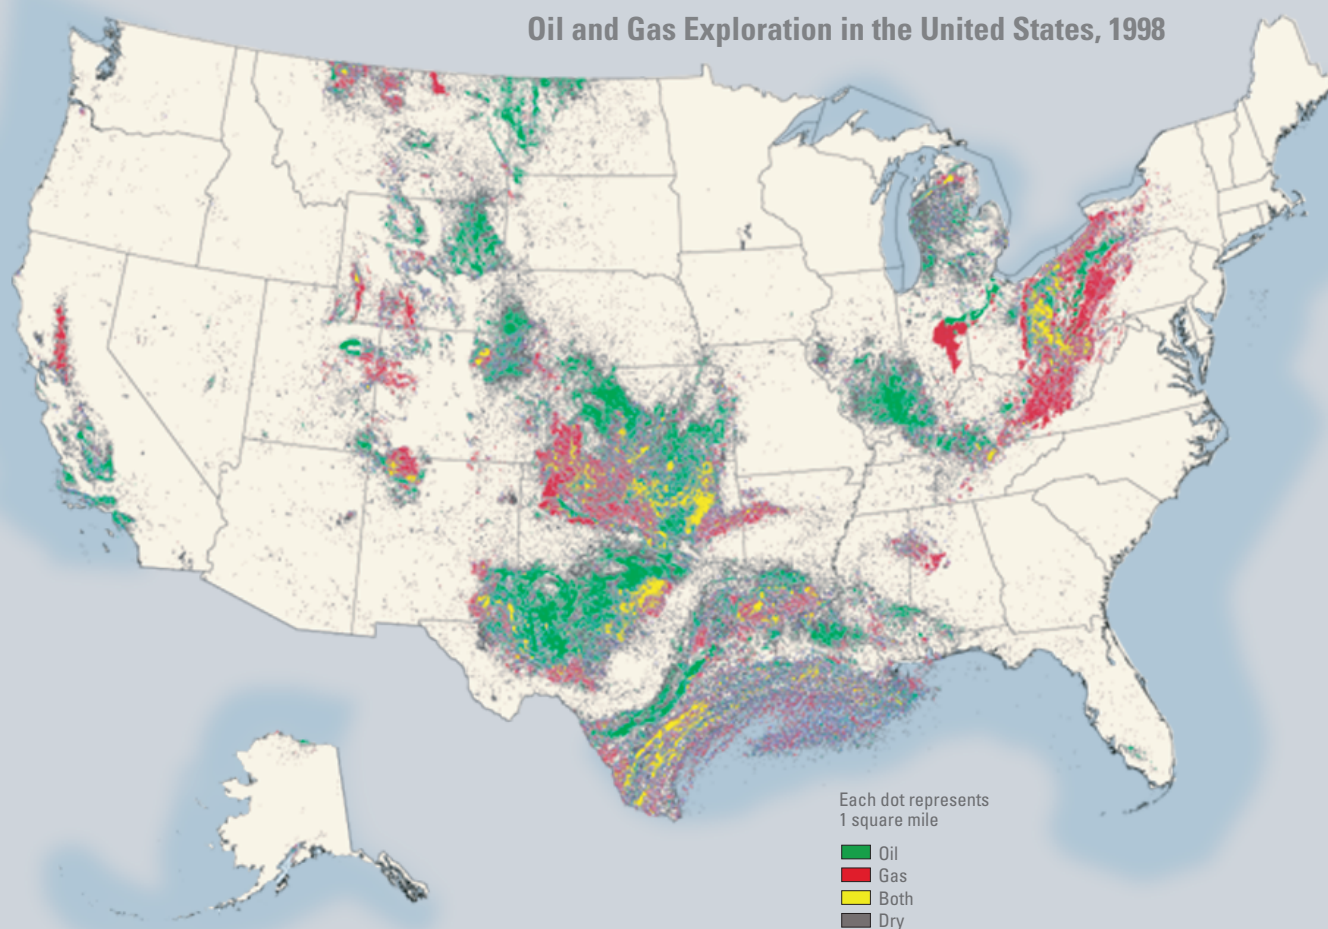 Oil and Gas Exploration in the United States, 1998
Each dot represents
1 square mile
Oil
Gas
Both
Dry